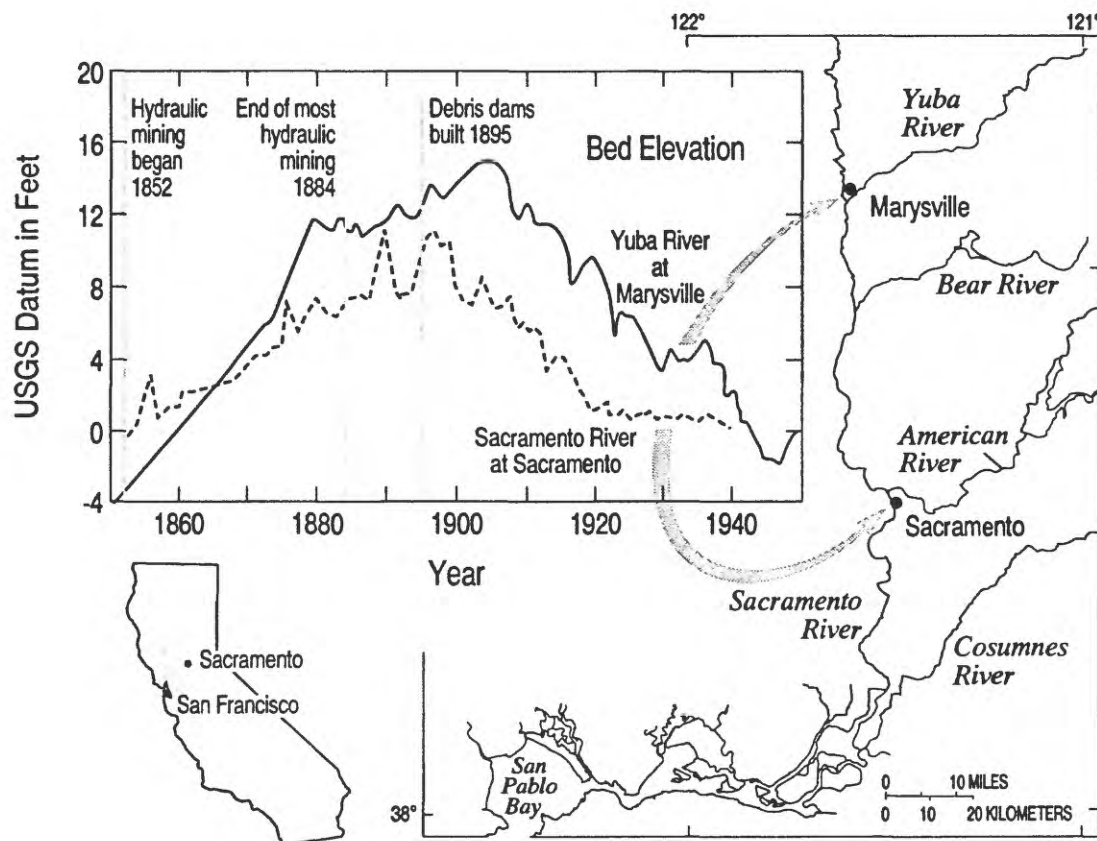 122°
121°
20
16
12
8
4
0
-4
USGS Datum in Feet
Hydraulic
mining
began
1852
End of most
hydraulic
mining
1884
Debris dams
built 1895
Bed Elevation
Yuba River
at
Marysville
Sacramento River
at Sacramento
1860
1880
1900
1920
1940
Year
Yuba
River
Marysville
Bear River
American
River
Sacramento
Sacramento
River
Cosumnes
River
Sacramento
San Francisco
San
Pablo
Bay
38°
0 10 MILES
0 10 20 KILOMETERS